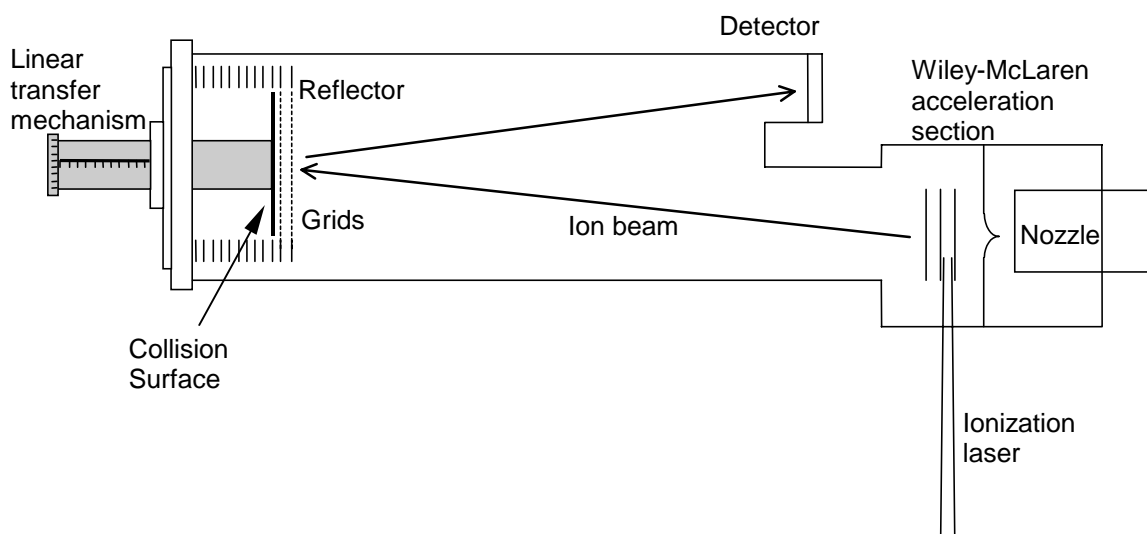 Linear
transfer
mechanism
Reflector
Grids
Collision
Surface
Ion beam
Detector
Wiley-McLaren
acceleration
section
Nozzle
Ionization
laser